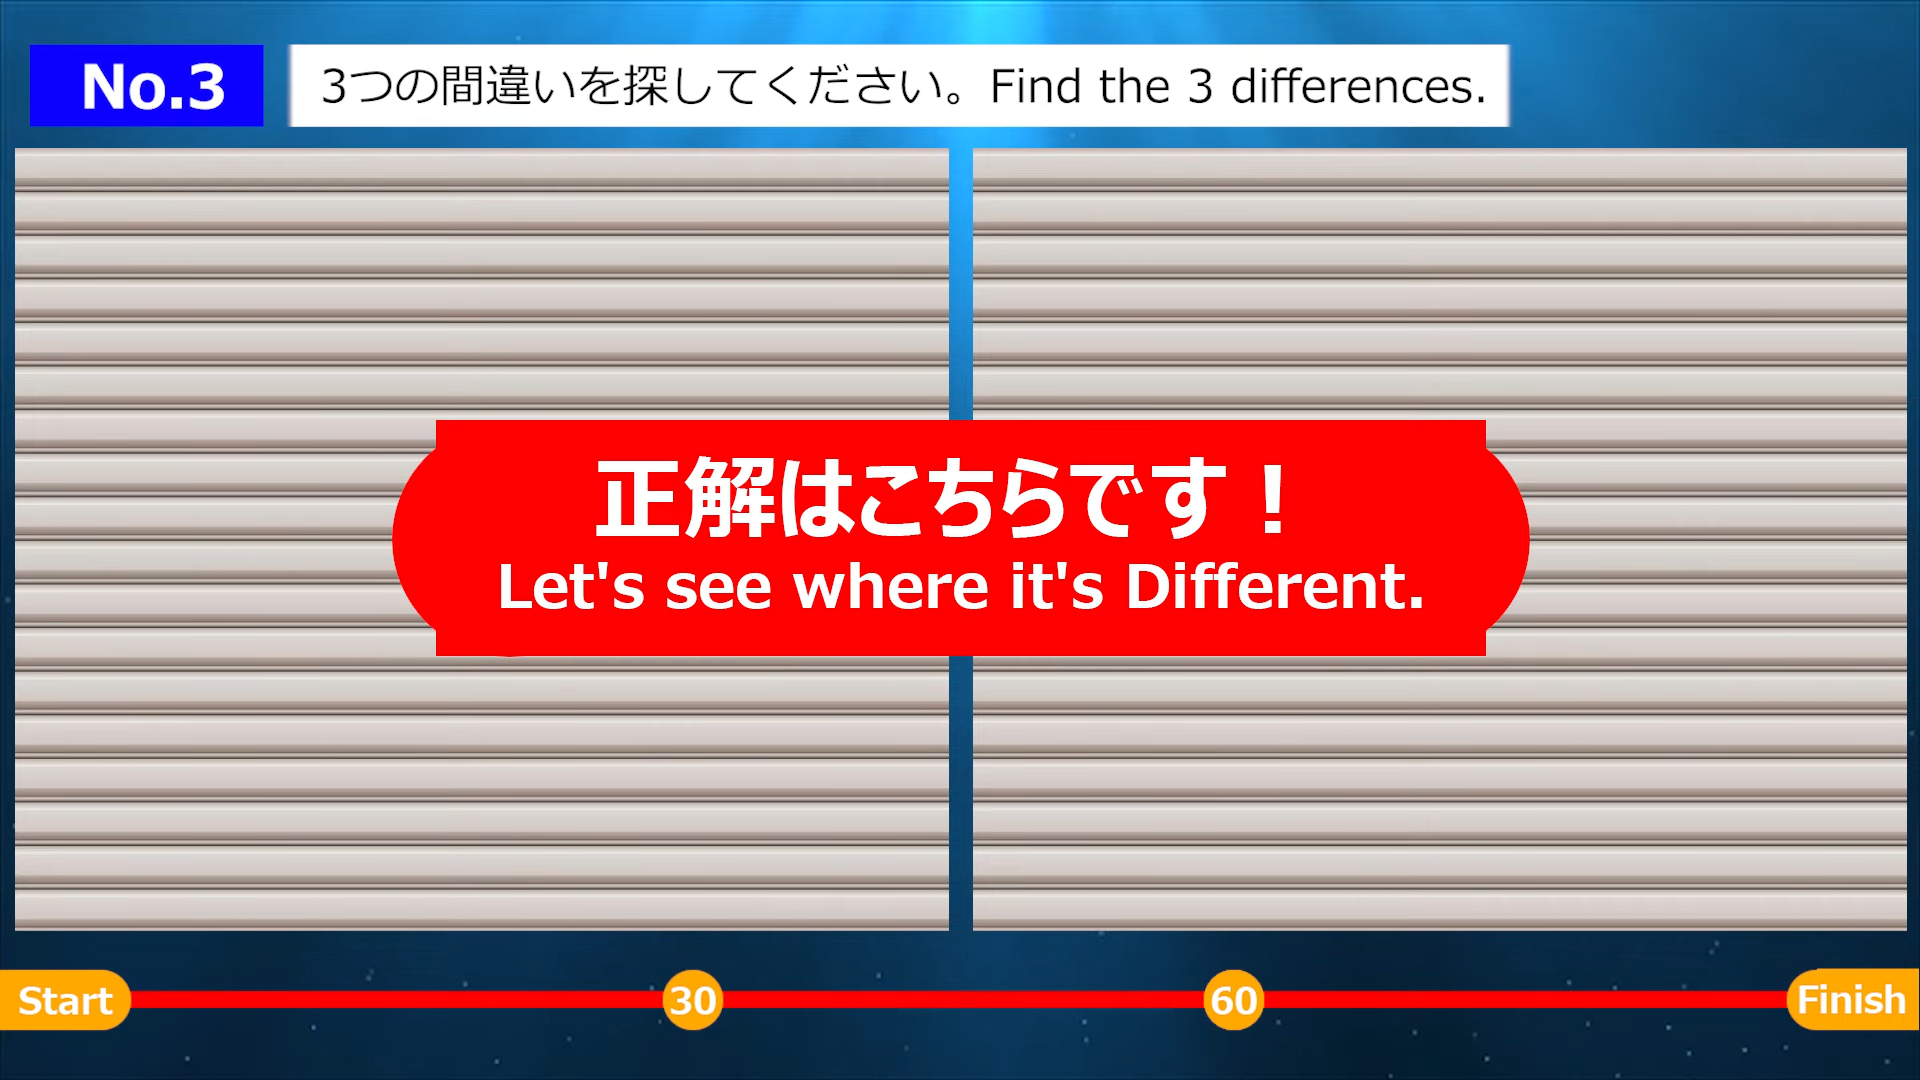 No.3
3つの間違いを探してください。Find the 3 differences.
正解はこちらです！
Let's see where it's Different.
Start
30
60
Finish